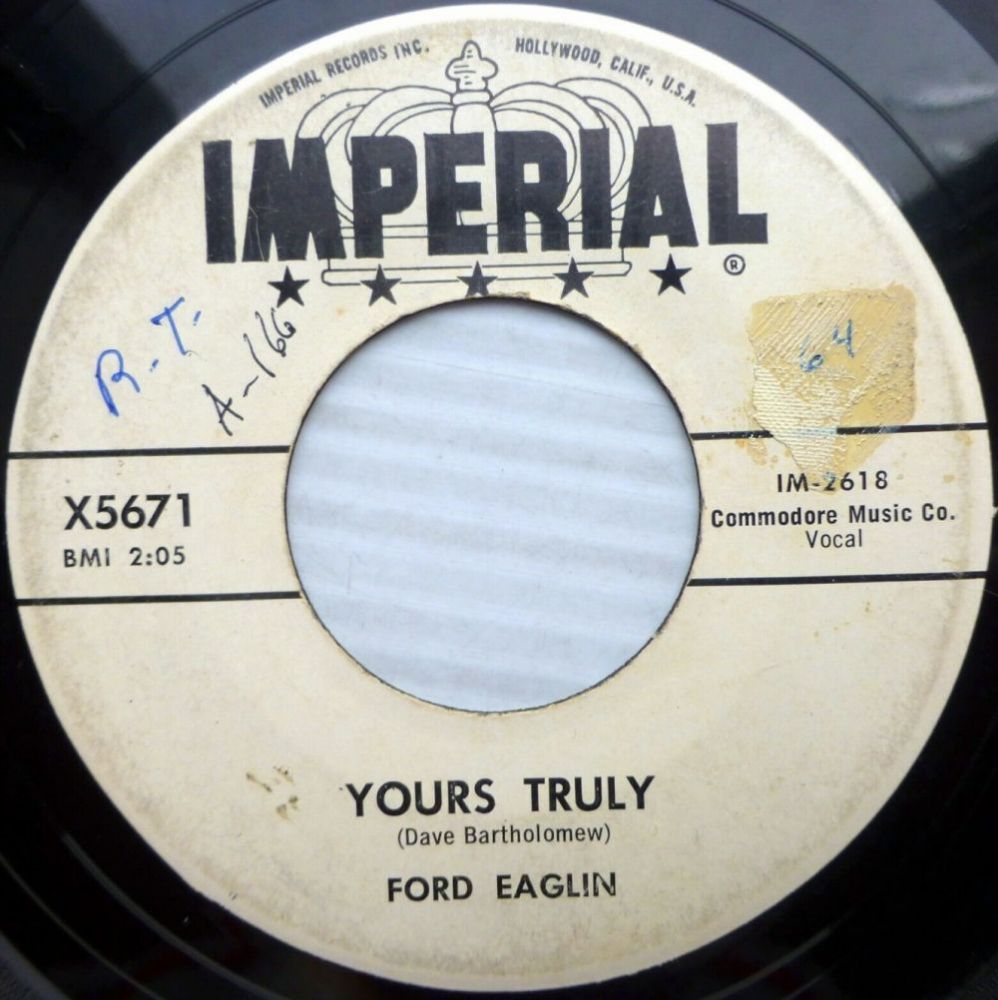 IMPERIAL RECORDS INC. HOLLYWOOD, CALIF., U.S.A.
IMPERIAL
®
R.T.
A-166
64
X5671
BMI 2:05
IM-2618
Commodore Music Co.
Vocal
YOURS TRULY
(Dave Bartholomew)
FORD EAGLIN